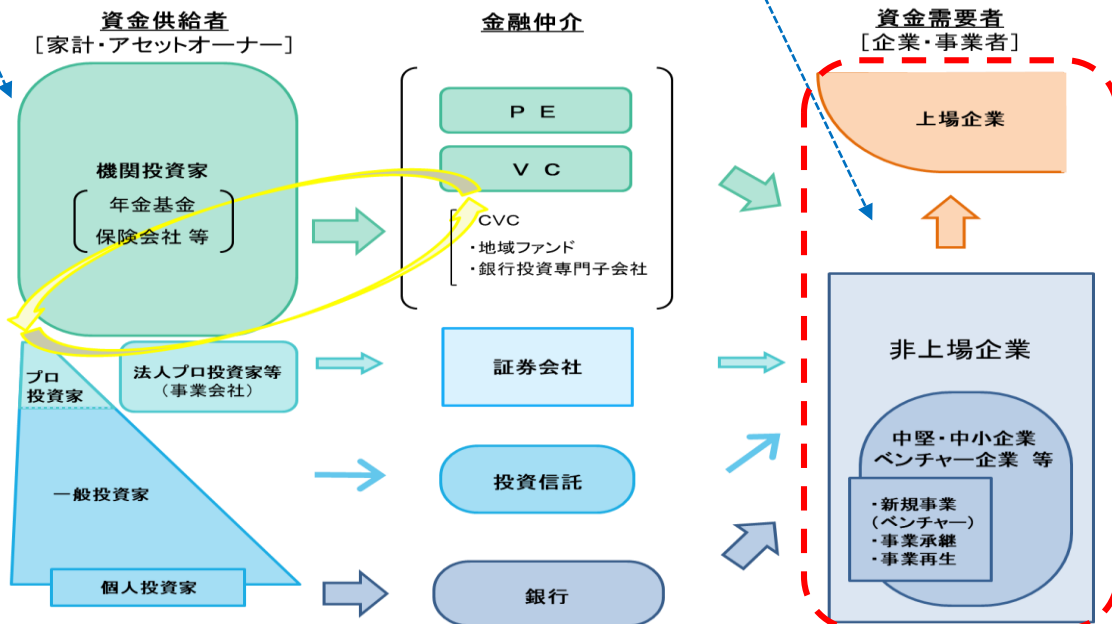 資金供給者
[家計・アセットオーナー]
機関投資家
年金基金
保険会社 等
プロ
投資家
法人プロ投資家等
(事業会社)
一般投資家
個人投資家
金融仲介
P E
V C
CVC
・地域ファンド
・銀行投資専門子会社
証券会社
投資信託
銀行
資金需要者
[企業・事業者]
上場企業
非上場企業
中堅・中小企業
ベンチャー企業 等
・新規事業
(ベンチャー)
・事業承継
・事業再生